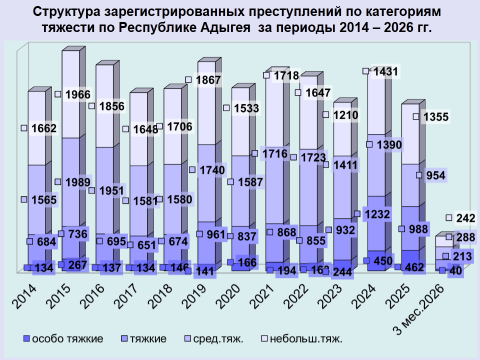 Структура зарегистрированных преступлений по категориям
тяжести по Республике Адыгея за периоды 2014 – 2026 гг.
1662 1966 1856 1648 1706 1867 1533 1718 1647 1210 1431 1355 242
1565 1989 1951 1581 1580 1740 1587 1716 1723 1411 1390 954 288
684 736 695 651 674 961 837 868 855 932 1232 988 213
134 267 137 134 146 141 166 194 244 450 462 40
2014 2015 2016 2017 2018 2019 2020 2021 2022 2023 2024 2025 3 мес.2026
особо тяжкие тяжкие сред.тяж. небольш.тяж.